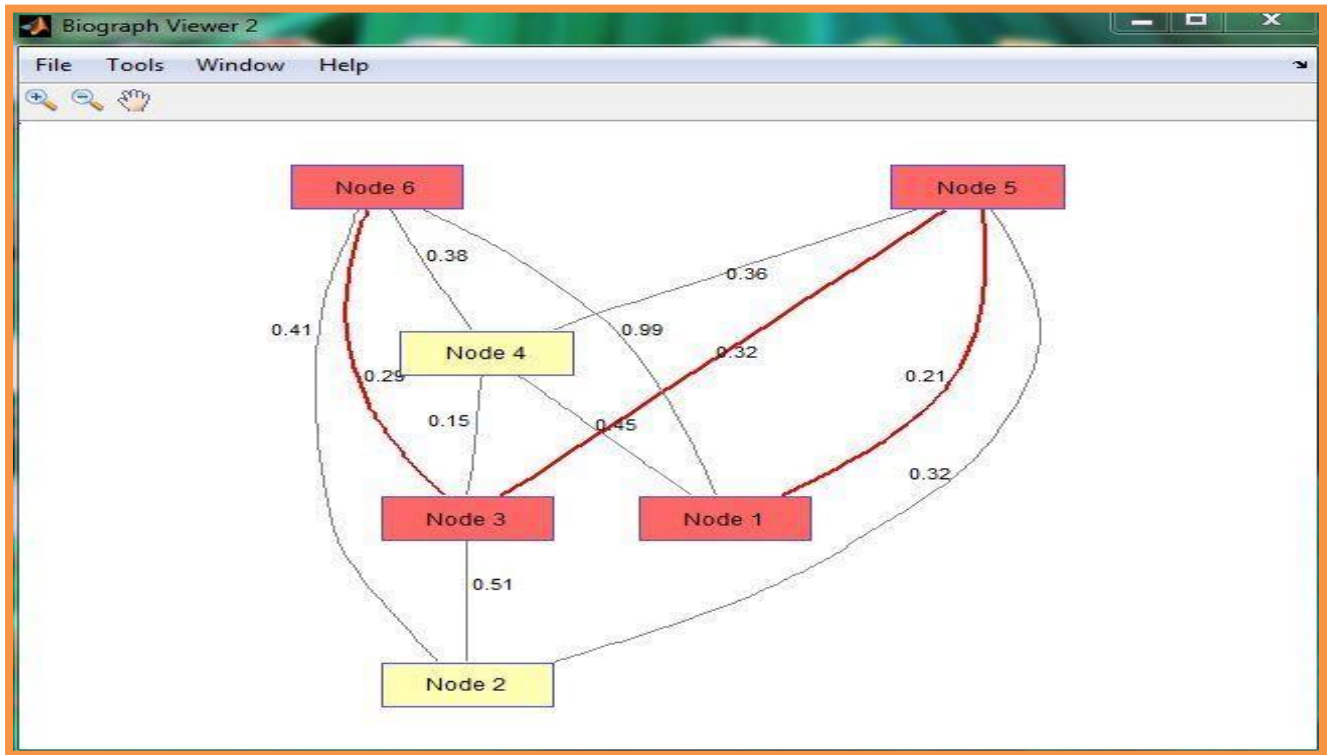 Biograph Viewer 2
File Tools Window Help
Node 6 Node 5
0.38
0.36
0.41
0.99
Node 4
0.32
0.29
0.21
0.15
0.45
0.32
Node 3 Node 1
0.51
Node 2